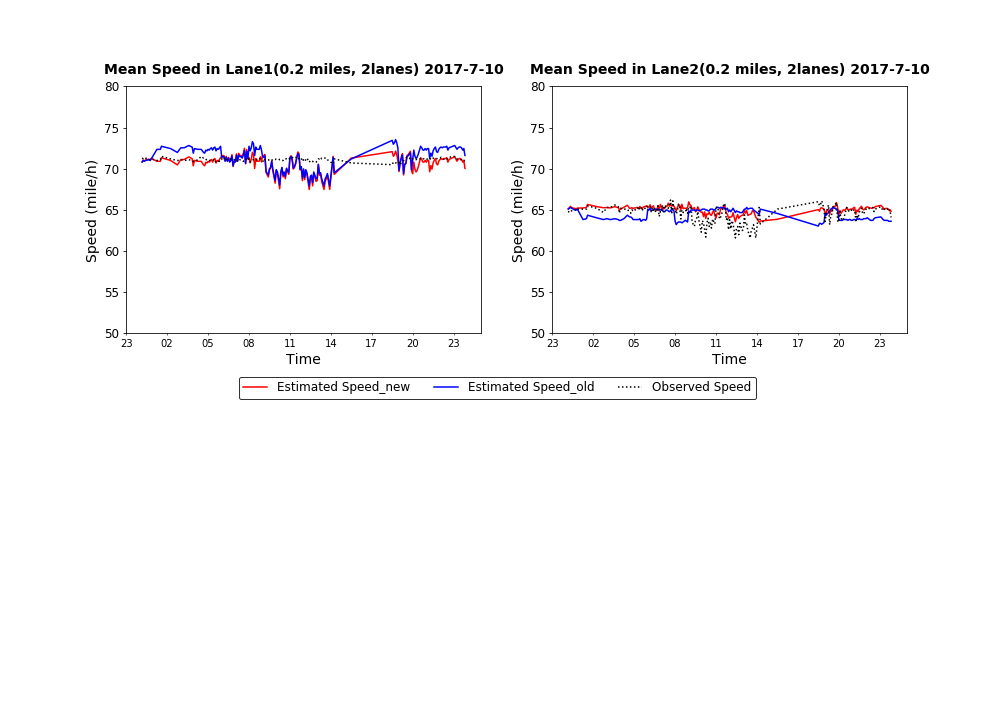 Mean Speed in Lane1(0.2 miles, 2lanes) 2017-7-10
80
75
70
65
60
55
50
Speed (mile/h)
23 02 05 08 11 14 17 20 23
Time
Mean Speed in Lane2(0.2 miles, 2lanes) 2017-7-10
80
75
70
65
60
55
50
Speed (mile/h)
23 02 05 08 11 14 17 20 23
Time
Estimated Speed_new Estimated Speed_old Observed Speed